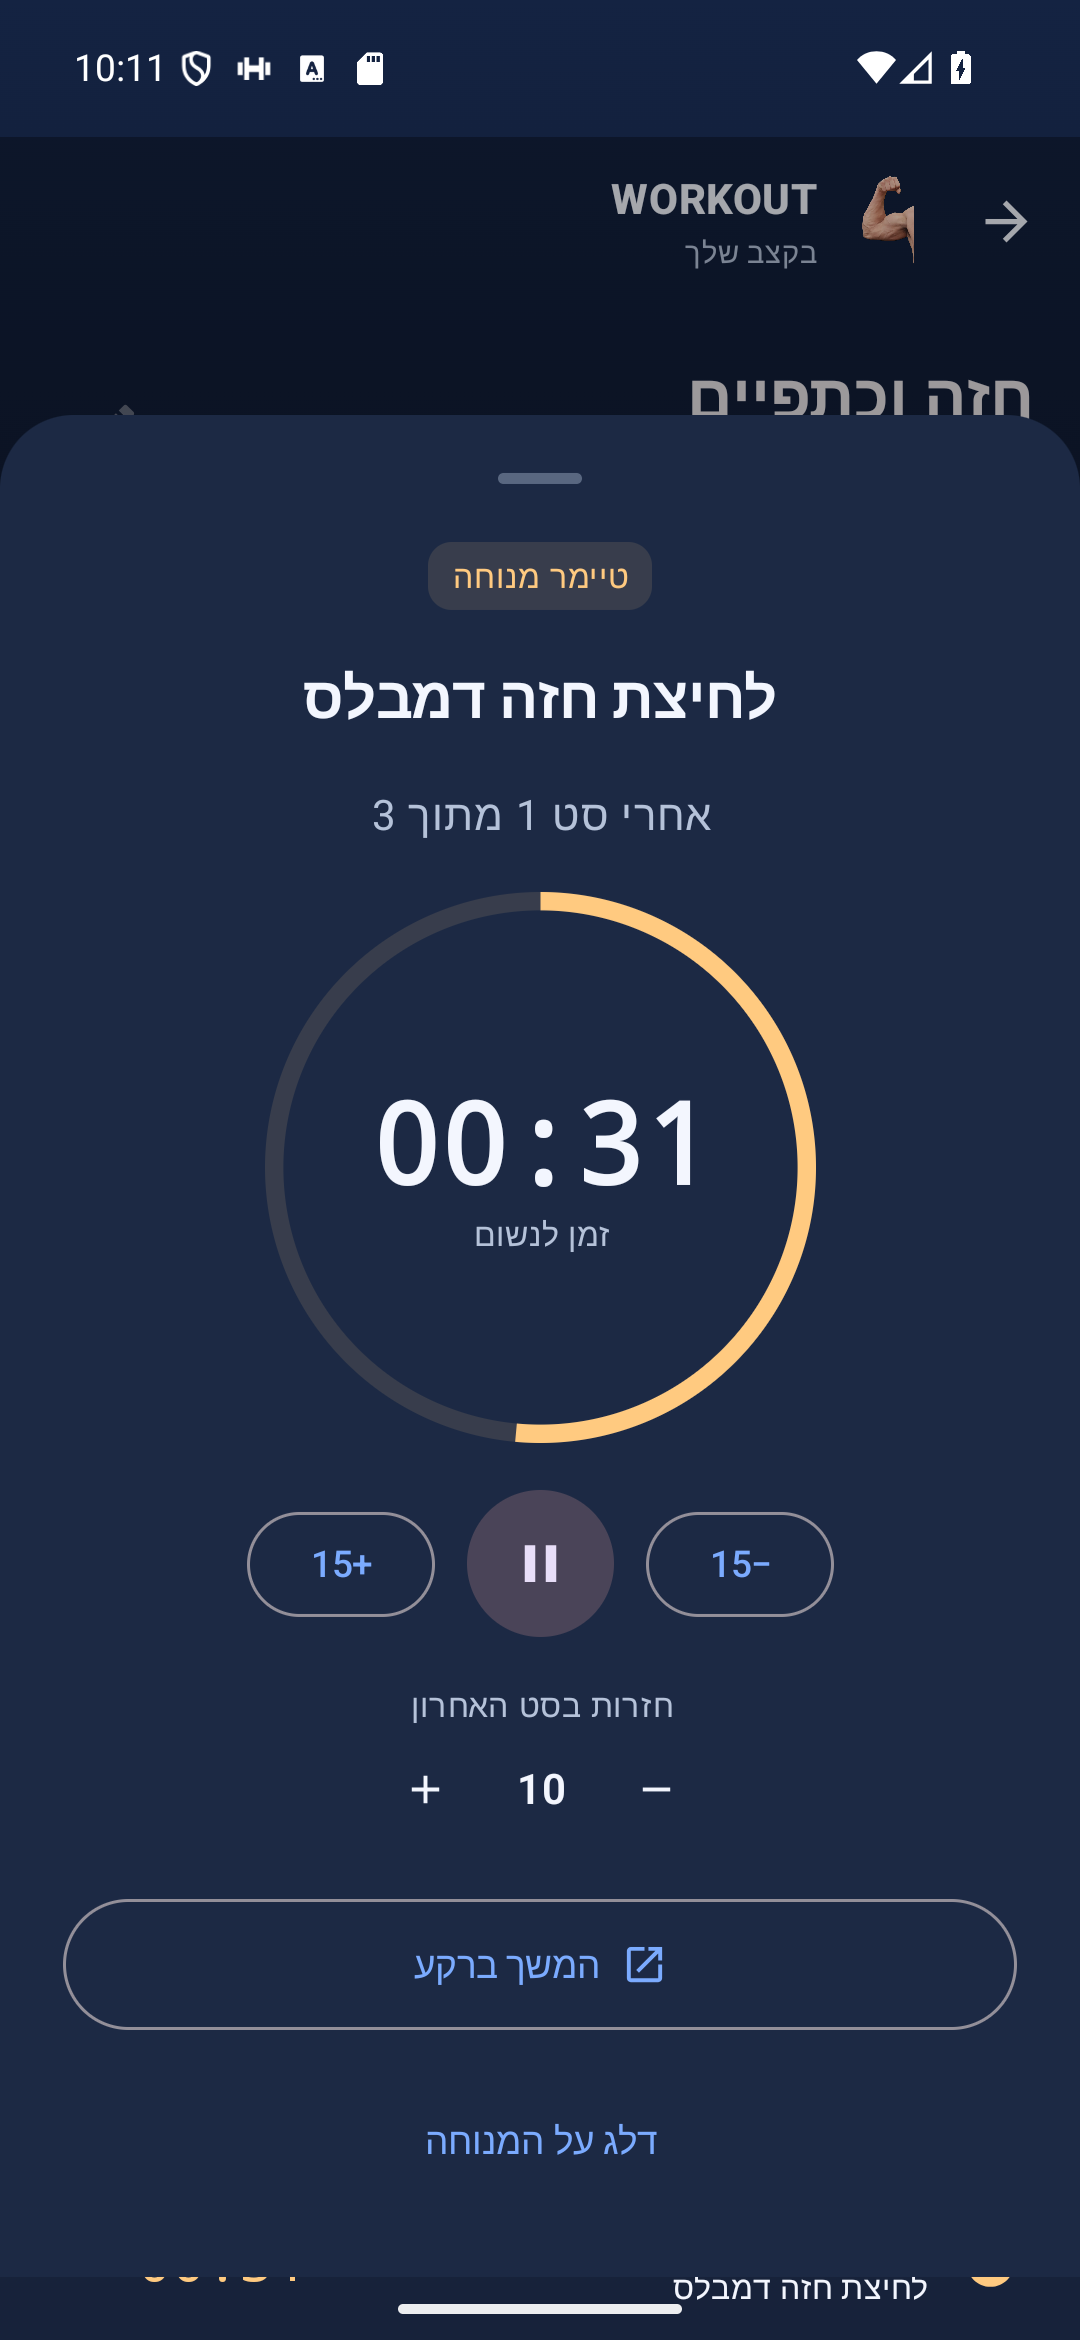 10:11
WORKOUT
בקצב שלך
חזה וכתפיים
טיימר מנוחה
לחיצת חזה דמבלס
אחרי סט 1 מתוך 3
00:31
זמן לנשום
−15
+15
חזרות בסט האחרון
− 10 +
המשך ברקע
דלג על המנוחה
לחיצת חזה דמבלס